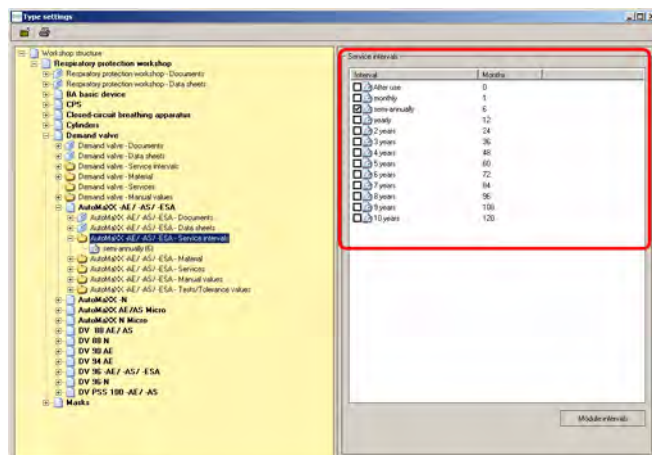 Type settings
Workshop structure
Respiratory protection workshop
Respiratory protection workshop - Documents
Respiratory protection workshop - Data sheets
BA basic device
CPS
Closed-circuit breathing apparatus
Cylinders
Demand valve
Demand valve - Documents
Demand valve - Data sheets
Demand valve - Service intervals
Demand valve - Material
Demand valve - Services
Demand valve - Manual values
AutoMaXX -AE/ -AS/ -ESA
AutoMaXX -AE/ -AS/ -ESA - Documents
AutoMaXX -AE/ -AS/ -ESA - Data sheets
AutoMaXX -AE/ -AS/ -ESA - Service intervals
semi-annually (6)
AutoMaXX -AE/ -AS/ -ESA - Material
AutoMaXX -AE/ -AS/ -ESA - Services
AutoMaXX -AE/ -AS/ -ESA - Manual values
AutoMaXX -AE/ -AS/ -ESA - Tests/Tolerance values
AutoMaXX -N
AutoMaXX AE/AS Micro
AutoMaXX N Micro
DV 88 AE/ AS
DV 88 N
DV 90 AE
DV 94 AE
DV 96 -AE/ -AS/ -ESA
DV 96-N
DV PSS 100 -AE/ -AS
Masks
Service intervals
Interval Months
After use 0
monthly 1
semi-annually 6
yearly 12
2 years 24
3 years 36
4 years 48
5 years 60
6 years 72
7 years 84
8 years 96
9 years 108
10 years 120
Module intervals